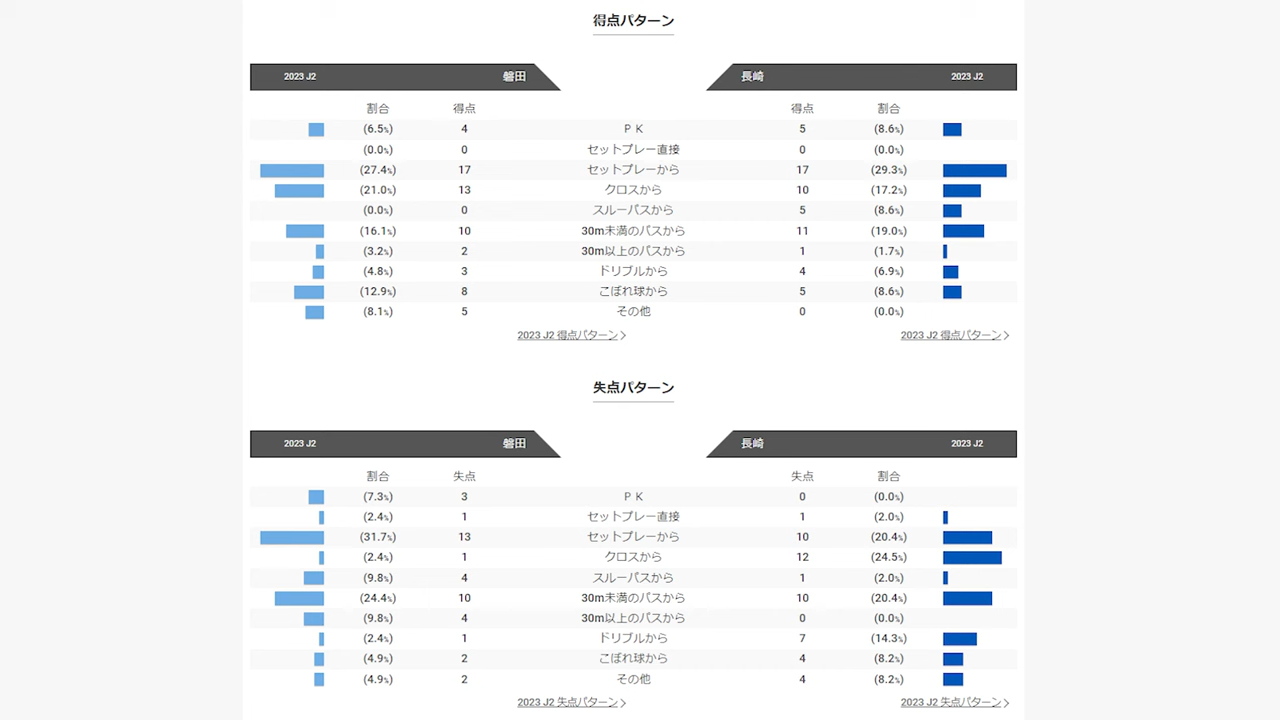 得点パターン
2023 J2 磐田 長崎 2023 J2
割合 得点 得点 割合
(6.5%) 4 ＰＫ 5 (8.6%)
(0.0%) 0 セットプレー直接 0 (0.0%)
(27.4%) 17 セットプレーから 17 (29.3%)
(21.0%) 13 クロスから 10 (17.2%)
(0.0%) 0 スルーパスから 5 (8.6%)
(16.1%) 10 30m未満のパスから 11 (19.0%)
(3.2%) 2 30m以上のパスから 1 (1.7%)
(4.8%) 3 ドリブルから 4 (6.9%)
(12.9%) 8 こぼれ球から 5 (8.6%)
(8.1%) 5 その他 0 (0.0%)
2023 J2 得点パターン 2023 J2 得点パターン
失点パターン
2023 J2 磐田 長崎 2023 J2
割合 失点 失点 割合
(7.3%) 3 ＰＫ 0 (0.0%)
(2.4%) 1 セットプレー直接 1 (2.0%)
(31.7%) 13 セットプレーから 10 (20.4%)
(2.4%) 1 クロスから 12 (24.5%)
(9.8%) 4 スルーパスから 1 (2.0%)
(24.4%) 10 30m未満のパスから 10 (20.4%)
(9.8%) 4 30m以上のパスから 0 (0.0%)
(2.4%) 1 ドリブルから 7 (14.3%)
(4.9%) 2 こぼれ球から 4 (8.2%)
(4.9%) 2 その他 4 (8.2%)
2023 J2 失点パターン 2023 J2 失点パターン